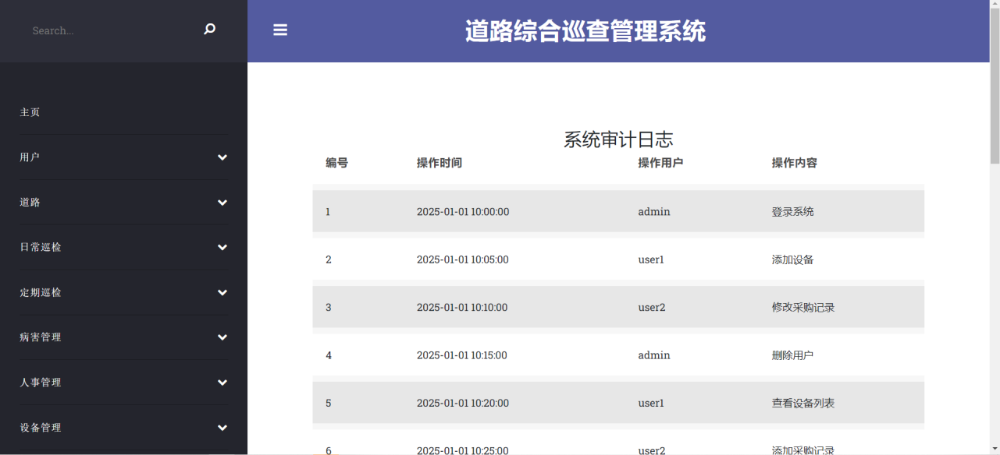 Search...
道路综合巡查管理系统
主页
用户
道路
日常巡检
定期巡检
病害管理
人事管理
设备管理
系统审计日志
编号 操作时间 操作用户 操作内容
1 2025-01-01 10:00:00 admin 登录系统
2 2025-01-01 10:05:00 user1 添加设备
3 2025-01-01 10:10:00 user2 修改采购记录
4 2025-01-01 10:15:00 admin 删除用户
5 2025-01-01 10:20:00 user1 查看设备列表
6 2025-01-01 10:25:00 user2 添加采购记录